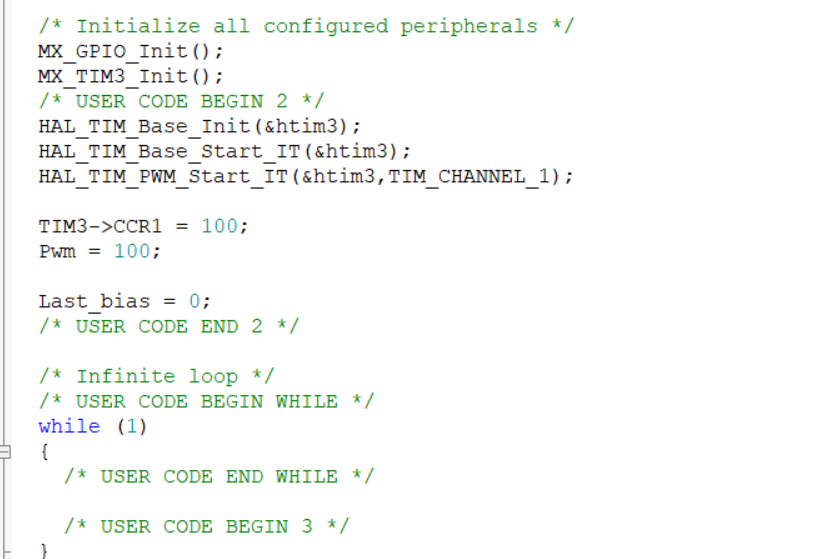 /* Initialize all configured peripherals */
MX_GPIO_Init();
MX_TIM3_Init();
/* USER CODE BEGIN 2 */
HAL_TIM_Base_Init(&htim3);
HAL_TIM_Base_Start_IT(&htim3);
HAL_TIM_PWM_Start_IT(&htim3,TIM_CHANNEL_1);
TIM3->CCR1 = 100;
Pwm = 100;
Last_bias = 0;
/* USER CODE END 2 */
/* Infinite loop */
/* USER CODE BEGIN WHILE */
while (1)
{
/* USER CODE END WHILE */
/* USER CODE BEGIN 3 */
}